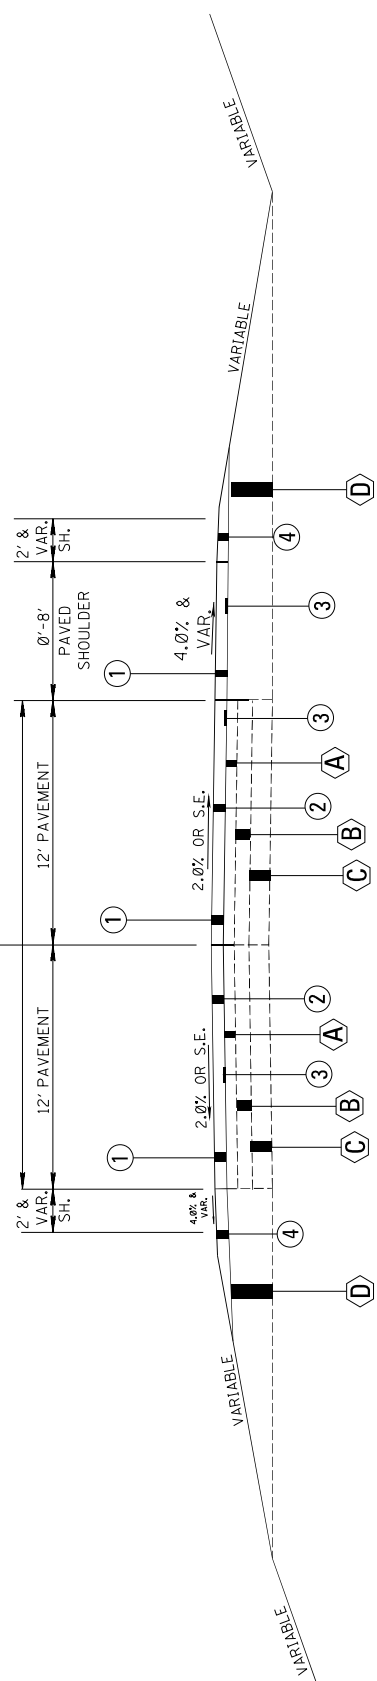 2' &
VAR.
SH.
12' PAVEMENT
12' PAVEMENT
0'-8'
PAVED
SHOULDER
2' &
VAR.
SH.
1
1
1
4.0% &
VAR.
2.0% OR S.E.
2.0% OR S.E.
4.0% &
VAR.
VARIABLE
VARIABLE
VARIABLE
VARIABLE
4
2
2
4
3
3
3
A
A
B
B
C
C
D
D